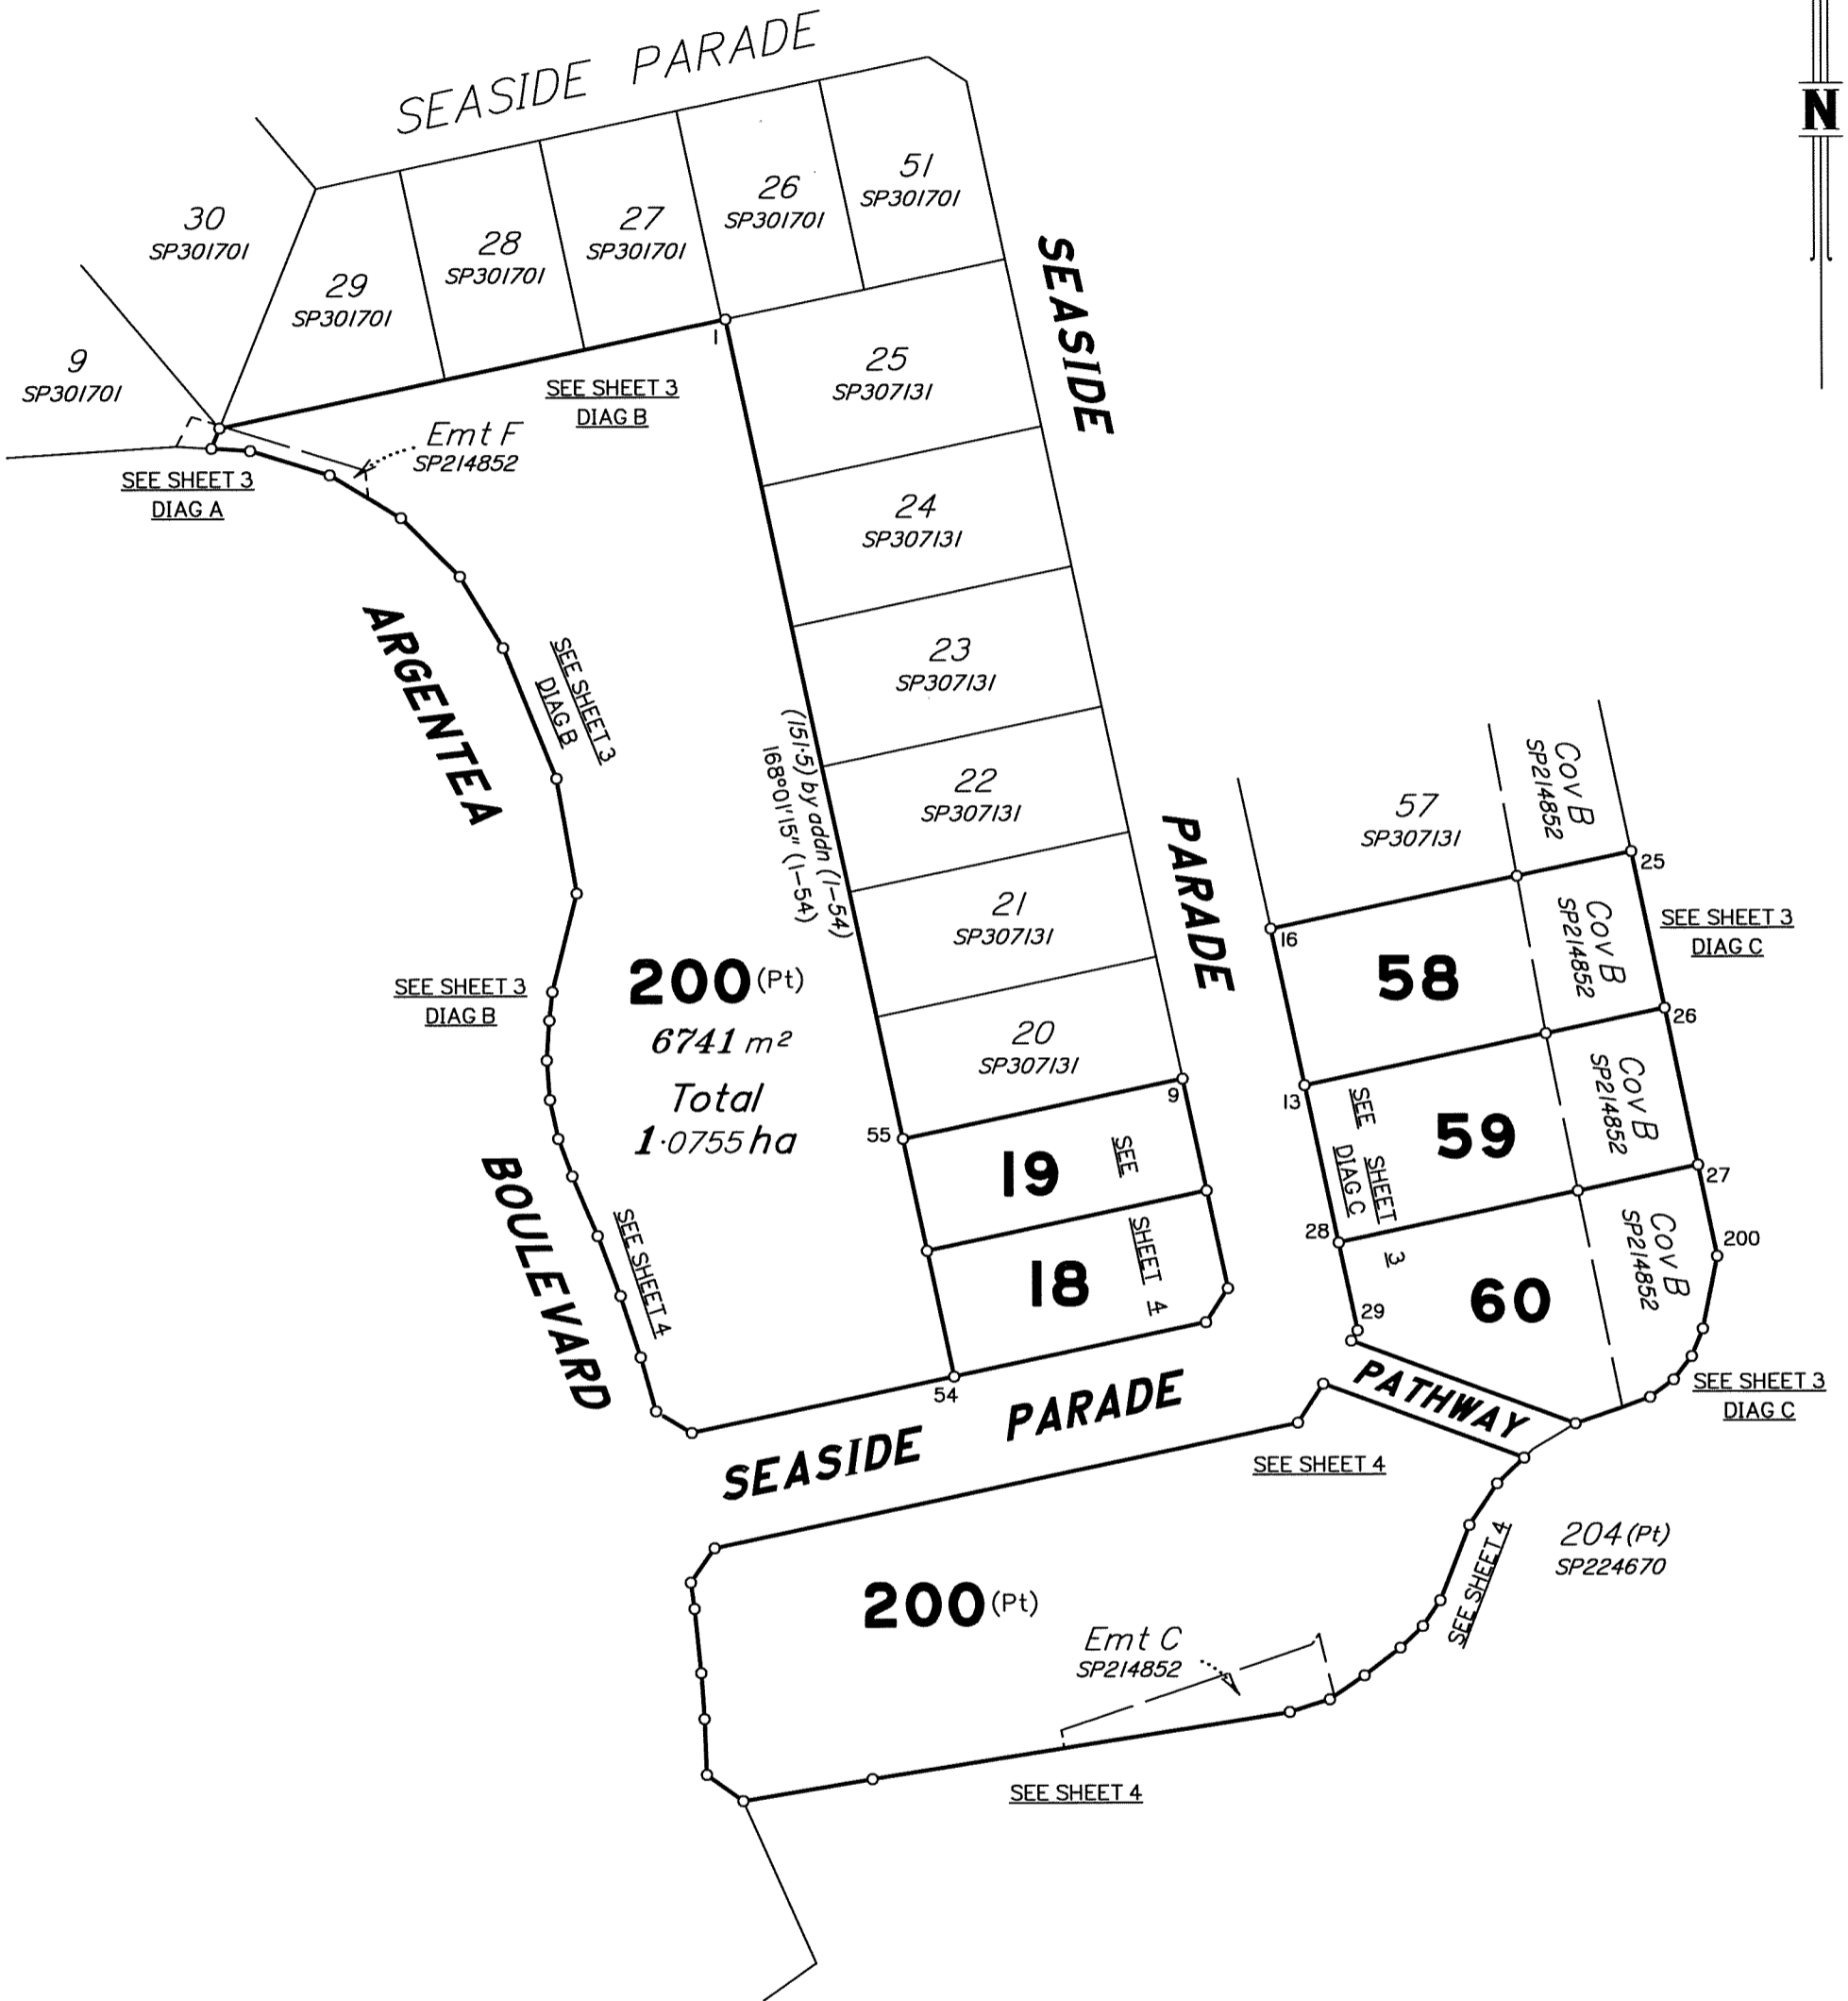 SEASIDE PARADE
N
30
SP301701
29
SP301701
28
SP301701
27
SP301701
26
SP301701
51
SP301701
9
SP301701
1
SEE SHEET 3
DIAG B
Emt F
SP214852
SEE SHEET 3
DIAG A
SEASIDE
PARADE
25
SP307131
24
SP307131
23
SP307131
22
SP307131
21
SP307131
20
SP307131
(151·5) by addn (1-54)
168°01'15" (1-54)
ARGENTEA
BOULEVARD
SEE SHEET 3
DIAG B
SEE SHEET 3
DIAG B
200 (Pt)
6741 m²
Total
1·0755 ha
SEE SHEET 4
55
9
19
18
SEE
SHEET 4
54
57
SP307131
Cov B
SP214852
25
16
58
Cov B
SP214852
SEE SHEET 3
DIAG C
26
13
59
SEE SHEET 3
DIAG C
Cov B
SP214852
27
28
60
Cov B
SP214852
200
29
PATHWAY
SEE SHEET 3
DIAG C
SEASIDE PARADE
SEE SHEET 4
204 (Pt)
SP224670
SEE SHEET 4
200 (Pt)
Emt C
SP214852
SEE SHEET 4